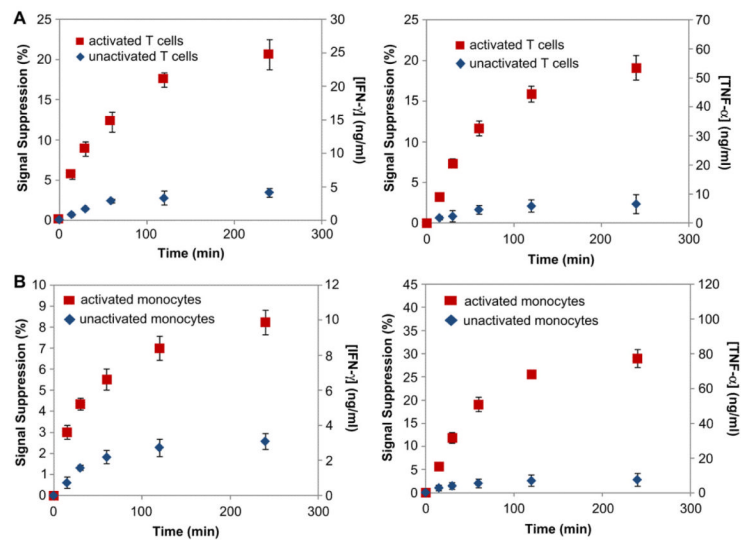 A
25
20
15
10
5
0
Signal Suppression (%)
activated T cells
unactivated T cells
30
25
20
15
10
5
0
[IFN-γ] (ng/ml)
0 100 200 300
Time (min)
25
20
15
10
5
0
Signal Suppression (%)
activated T cells
unactivated T cells
70
60
50
40
30
20
10
0
[TNF-α] (ng/ml)
0 100 200 300
Time (min)
B
10
9
8
7
6
5
4
3
2
1
0
Signal Suppression (%)
activated monocytes
unactivated monocytes
12
10
8
6
4
2
0
[IFN-γ] (ng/ml)
0 100 200 300
Time (min)
45
40
35
30
25
20
15
10
5
0
Signal Suppression (%)
activated monocytes
unactivated monocytes
120
100
80
60
40
20
0
[TNF-α] (ng/ml)
0 100 200 300
Time (min)